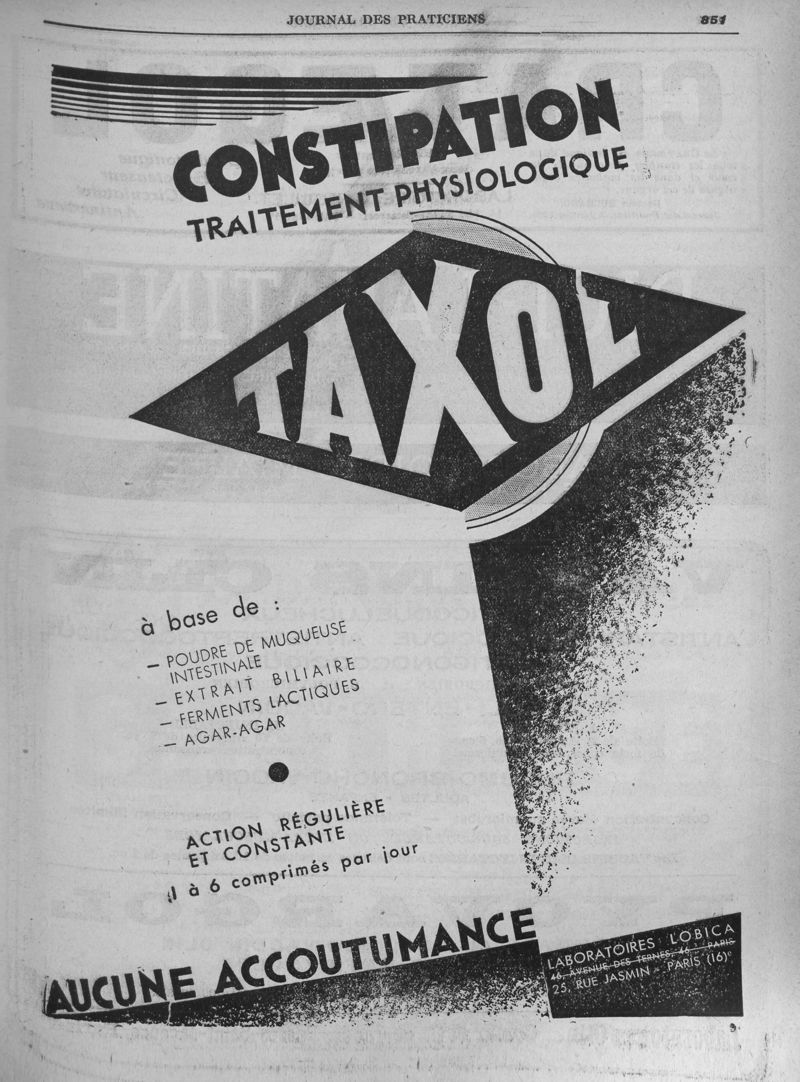 JOURNAL DES PRATICIENS 851
CONSTIPATION
TRAITEMENT PHYSIOLOGIQUE
TAXOL
à base de :
— POUDRE DE MUQUEUSE
INTESTINALE
— EXTRAIT BILIAIRE
— FERMENTS LACTIQUES
— AGAR-AGAR
ACTION RÉGULIÈRE
ET CONSTANTE
1 à 6 comprimés par jour
AUCUNE ACCOUTUMANCE
LABORATOIRES LOBICA
46, AVENUE DES TERNES, 46 - PARIS
25, RUE JASMIN - PARIS (16)e